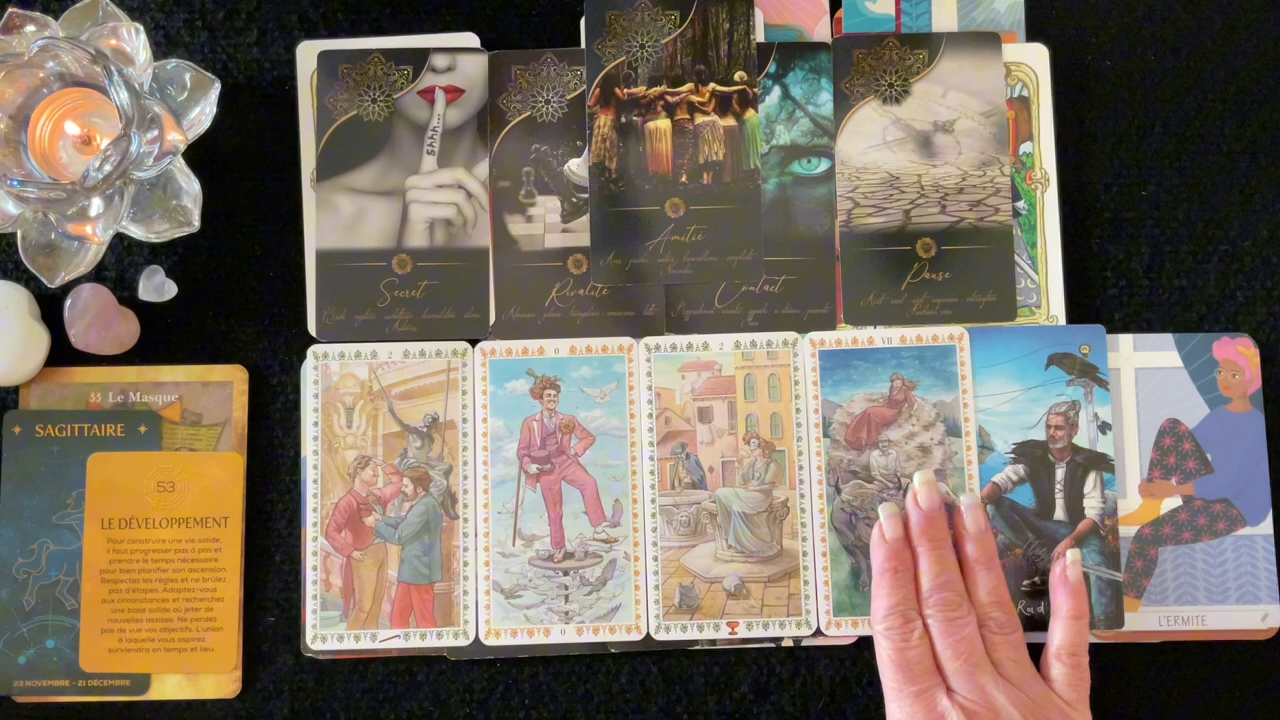 Shhh...
Secret
Rivalité
Amitié
Contact
Pause
33 Le Masque
SAGITTAIRE
53
LE DÉVELOPPEMENT
Pour construire une vie solide,
il faut progresser pas à pas et
prendre le temps nécessaire
pour bien planifier son ascension.
Respectez les règles et ne brûlez
pas d'étapes. Adaptez-vous
aux circonstances et recherchez
une base solide où jeter de
nouvelles assises. Ne perdez
pas de vue vos objectifs. L'union
à laquelle vous aspirez
surviendra en temps et lieu.
23 NOVEMBRE - 21 DÉCEMBRE
2
0
0
2
VII
Roi d'
L'ERMITE